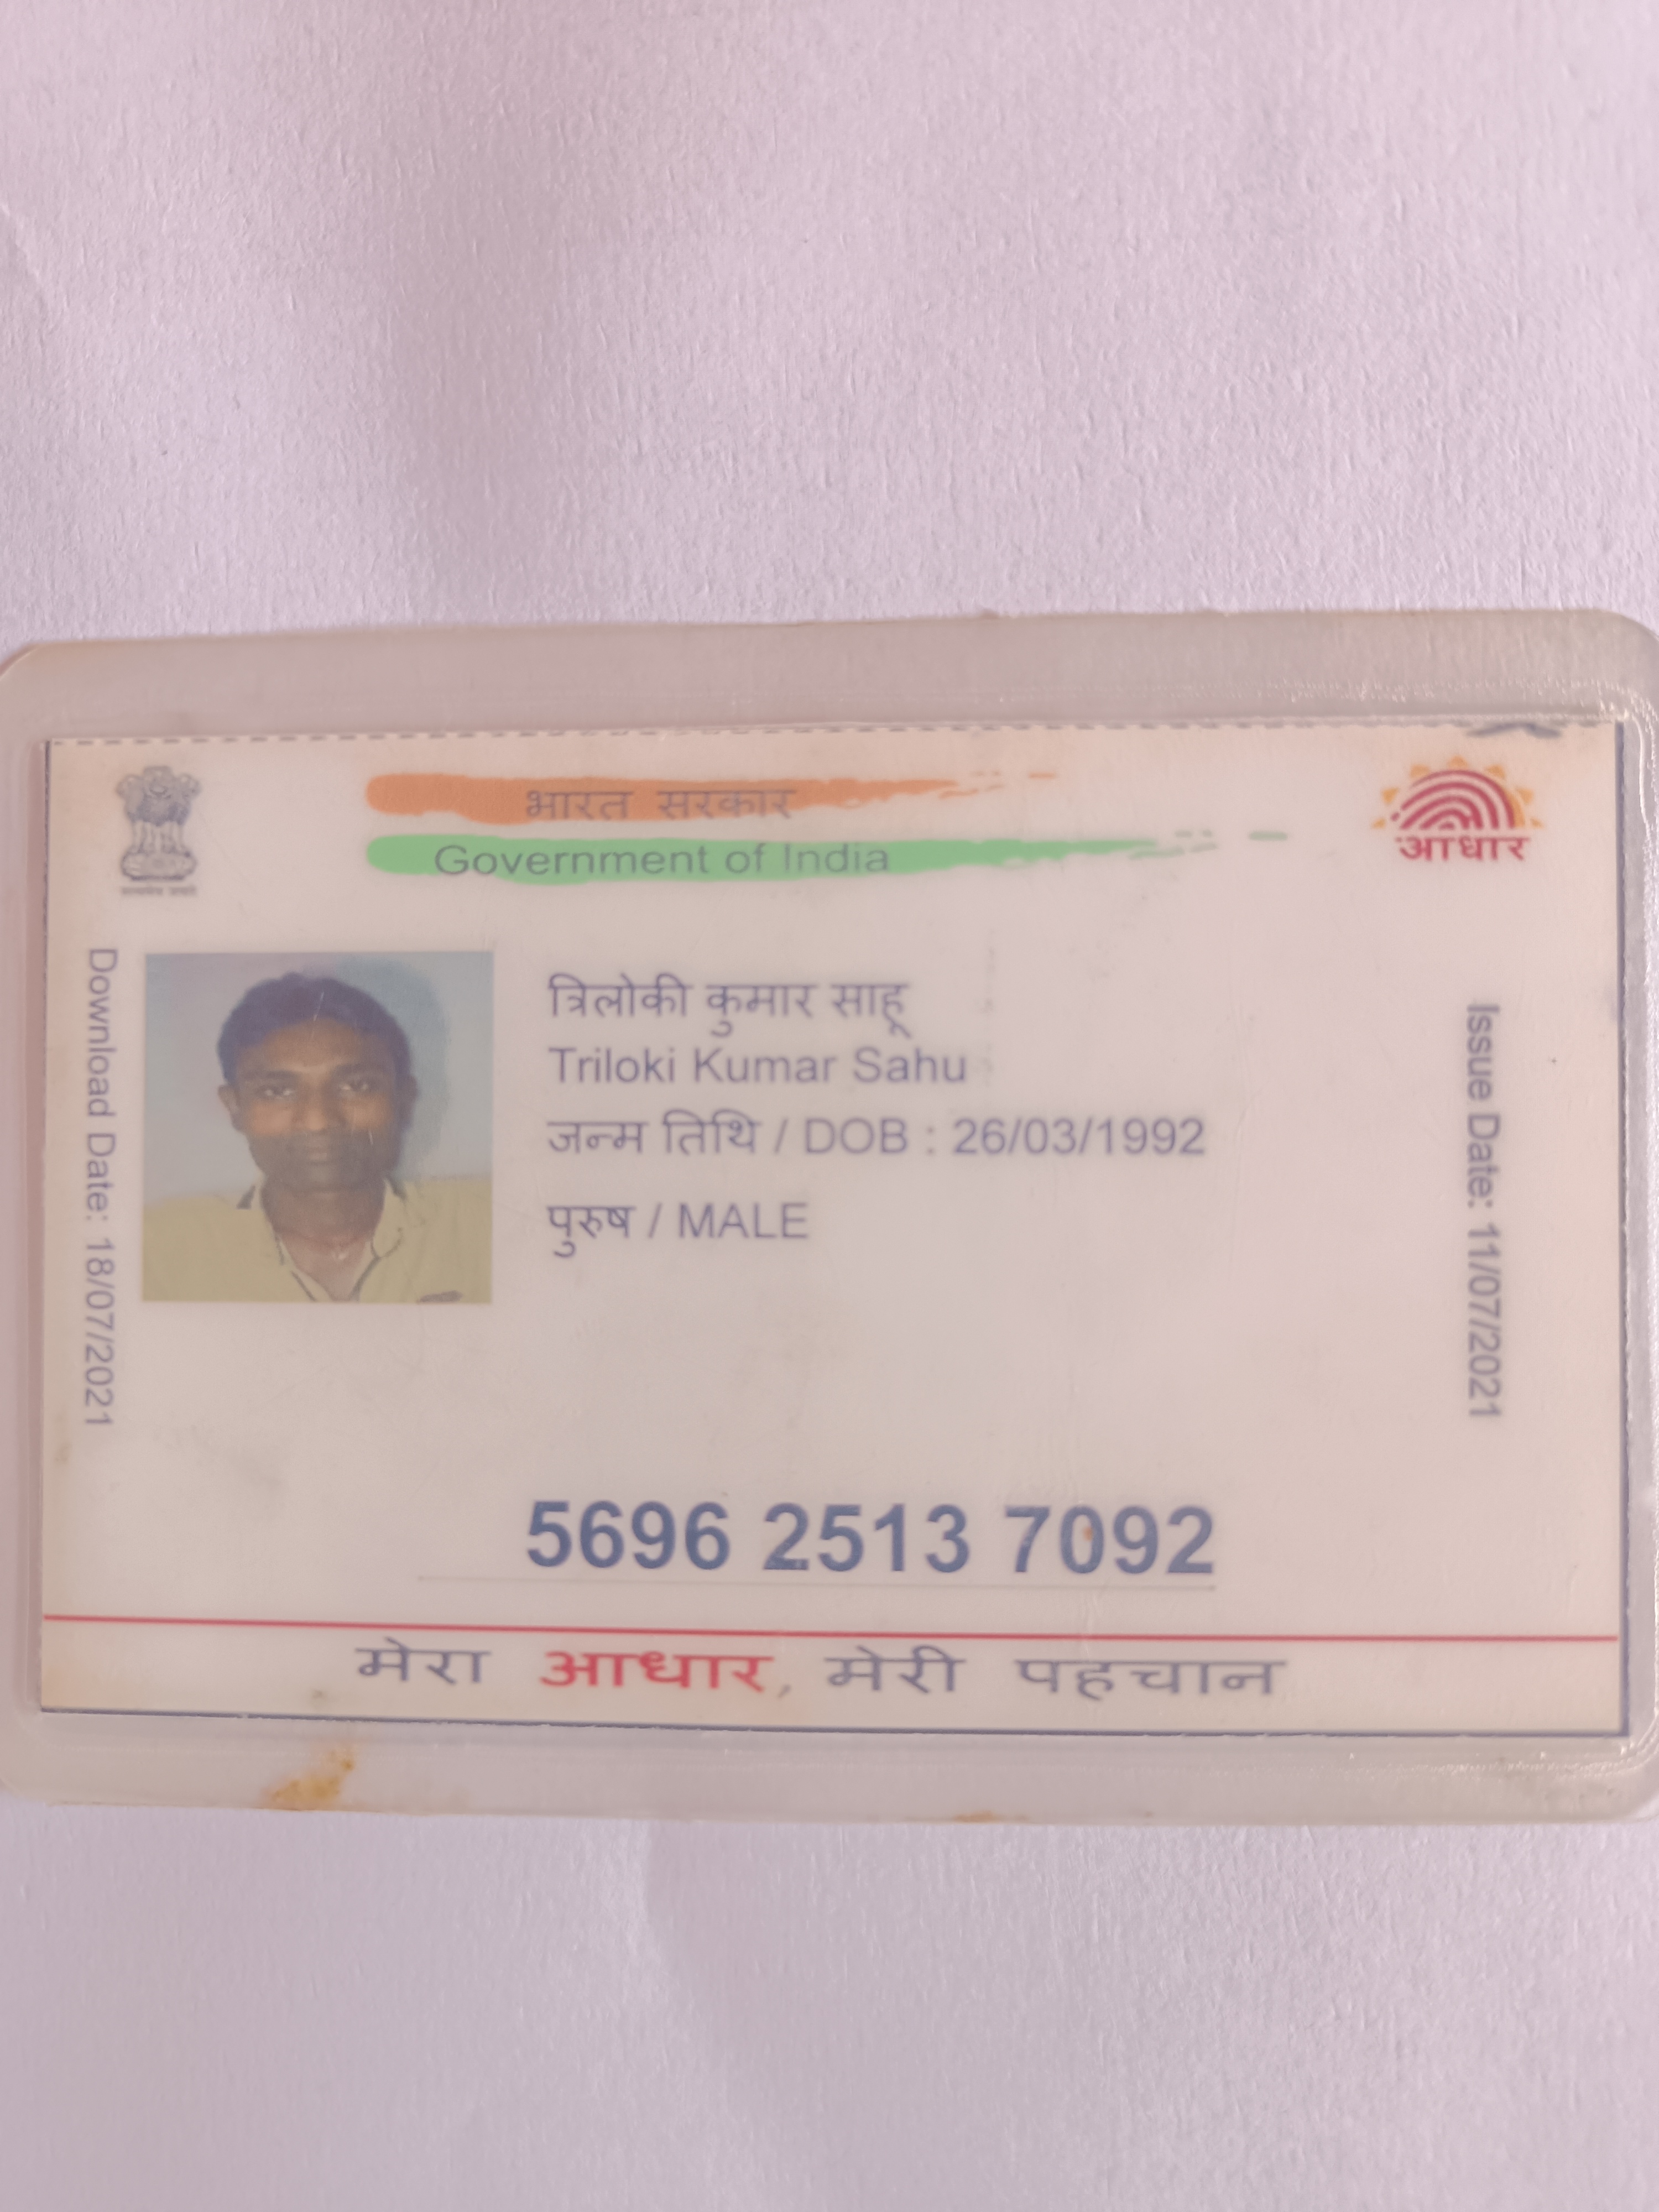 भारत सरकार
Government of India
आधार
Download Date: 18/07/2021
त्रिलोकी कुमार साहू
Triloki Kumar Sahu
जन्म तिथि / DOB : 26/03/1992
पुरुष / MALE
Issue Date: 11/07/2021
5696 2513 7092
मेरा आधार, मेरी पहचान